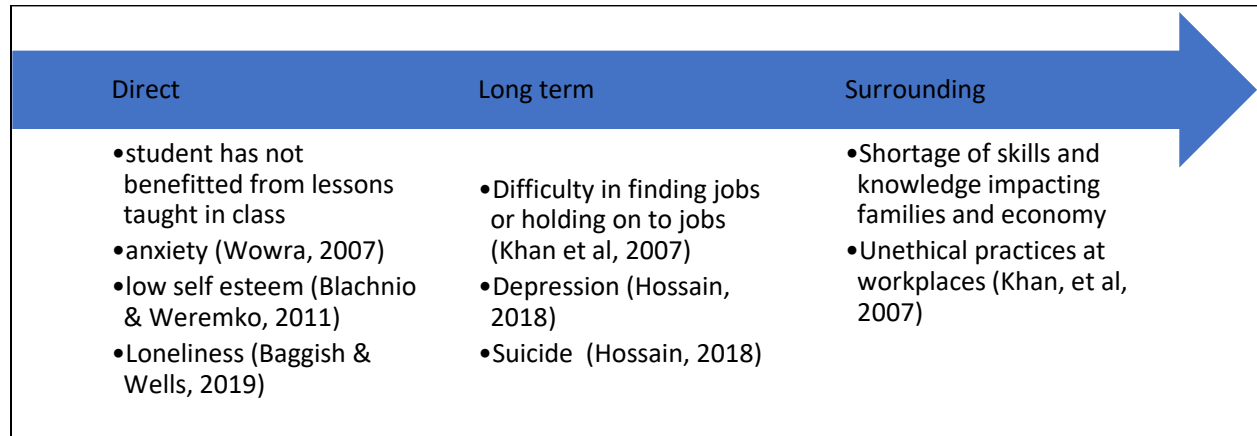 Direct
•student has not
benefitted from lessons
taught in class
•anxiety (Wowra, 2007)
•low self esteem (Blachnio
& Weremko, 2011)
•Loneliness (Baggish &
Wells, 2019)
Long term
•Difficulty in finding jobs
or holding on to jobs
(Khan et al, 2007)
•Depression (Hossain,
2018)
•Suicide  (Hossain, 2018)
Surrounding
•Shortage of skills and
knowledge impacting
families and economy
•Unethical practices at
workplaces (Khan, et al,
2007)